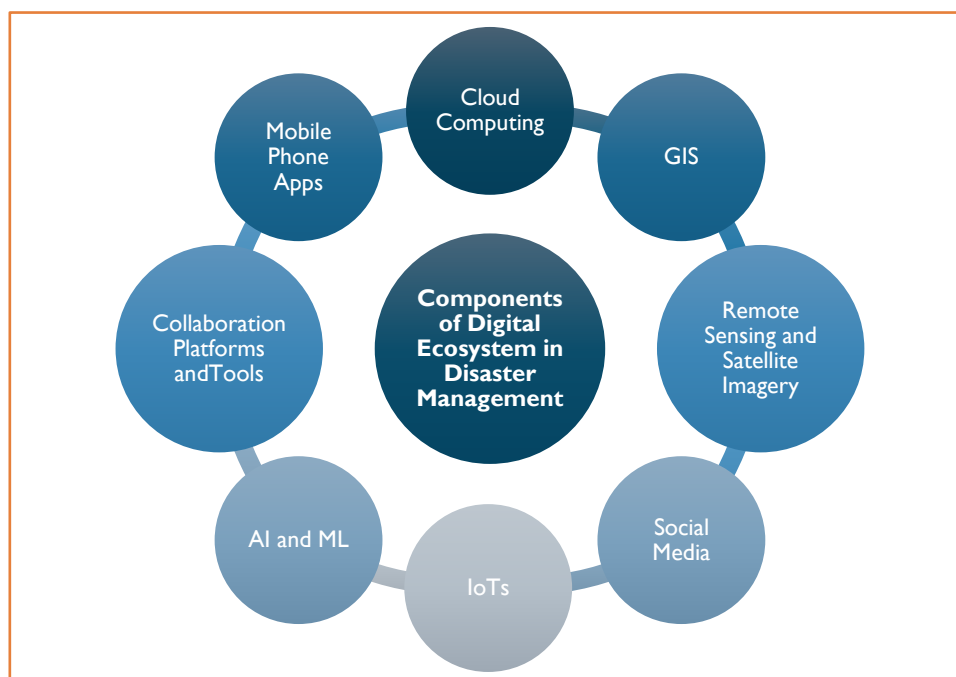 Cloud
Computing
GIS
Remote
Sensing and
Satellite
Imagery
Social
Media
IoTs
AI and ML
Collaboration
Platforms
andTools
Mobile
Phone
Apps
Components
of Digital
Ecosystem in
Disaster
Management